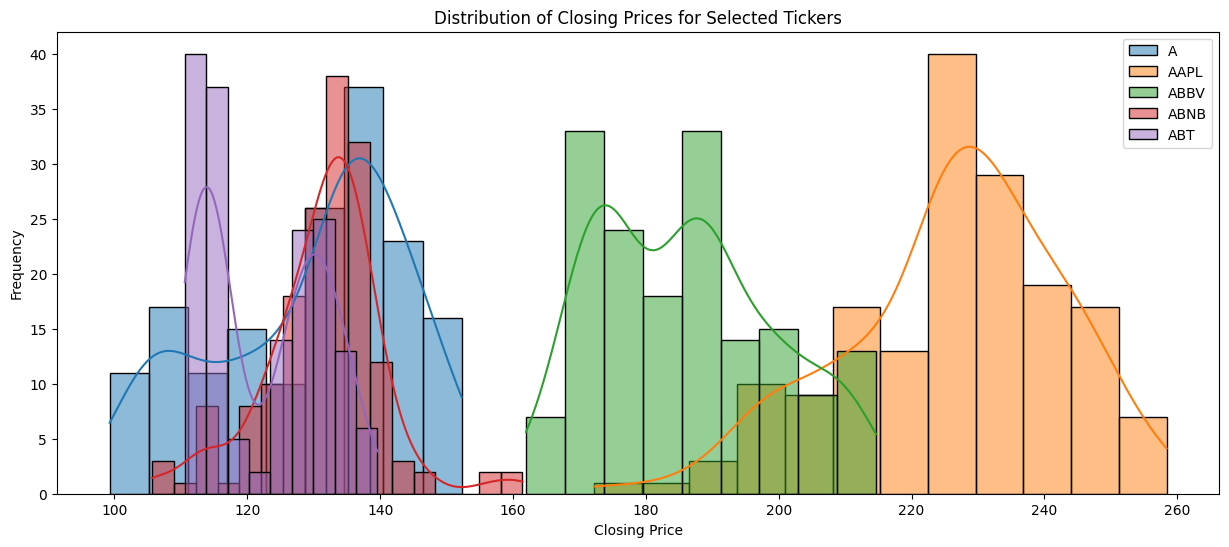 Distribution of Closing Prices for Selected Tickers
A
AAPL
ABBV
ABNB
ABT
40
35
30
25
20
15
10
5
0
Frequency
100 120 140 160 180 200 220 240 260
Closing Price